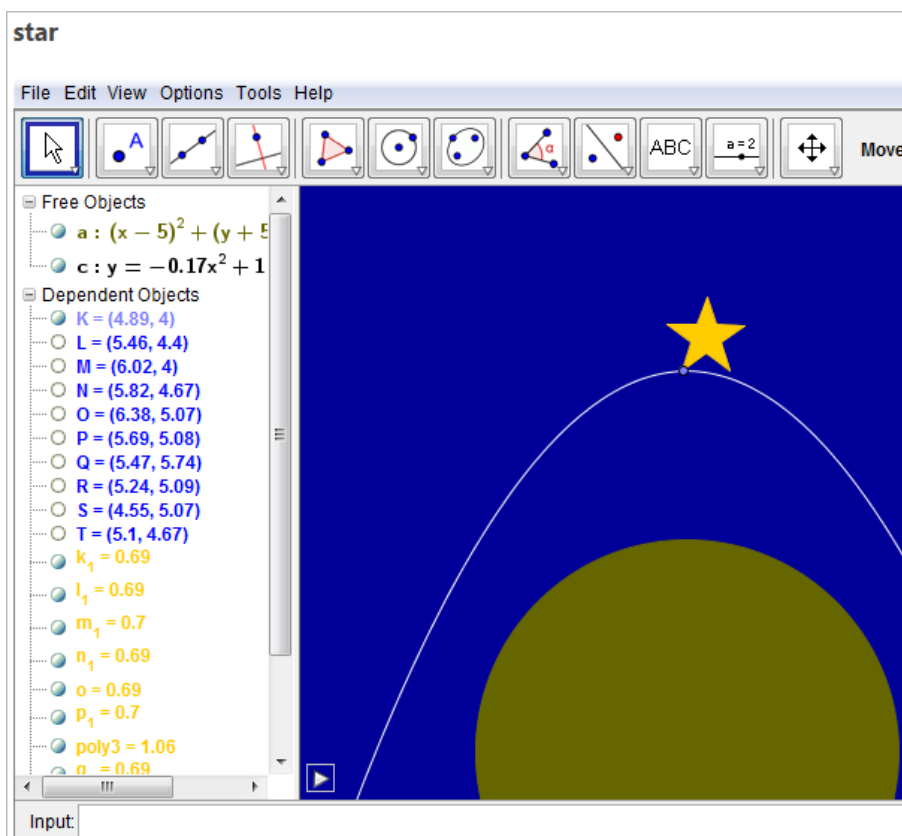 star
File Edit View Options Tools Help
A α ABC a=2 Move
Free Objects
a : (x − 5)² + (y + 5
c : y = −0.17x² + 1
Dependent Objects
K = (4.89, 4)
L = (5.46, 4.4)
M = (6.02, 4)
N = (5.82, 4.67)
O = (6.38, 5.07)
P = (5.69, 5.08)
Q = (5.47, 5.74)
R = (5.24, 5.09)
S = (4.55, 5.07)
T = (5.1, 4.67)
k₁ = 0.69
l₁ = 0.69
m₁ = 0.7
n₁ = 0.69
o = 0.69
p₁ = 0.7
poly3 = 1.06
= 0.69
Input: